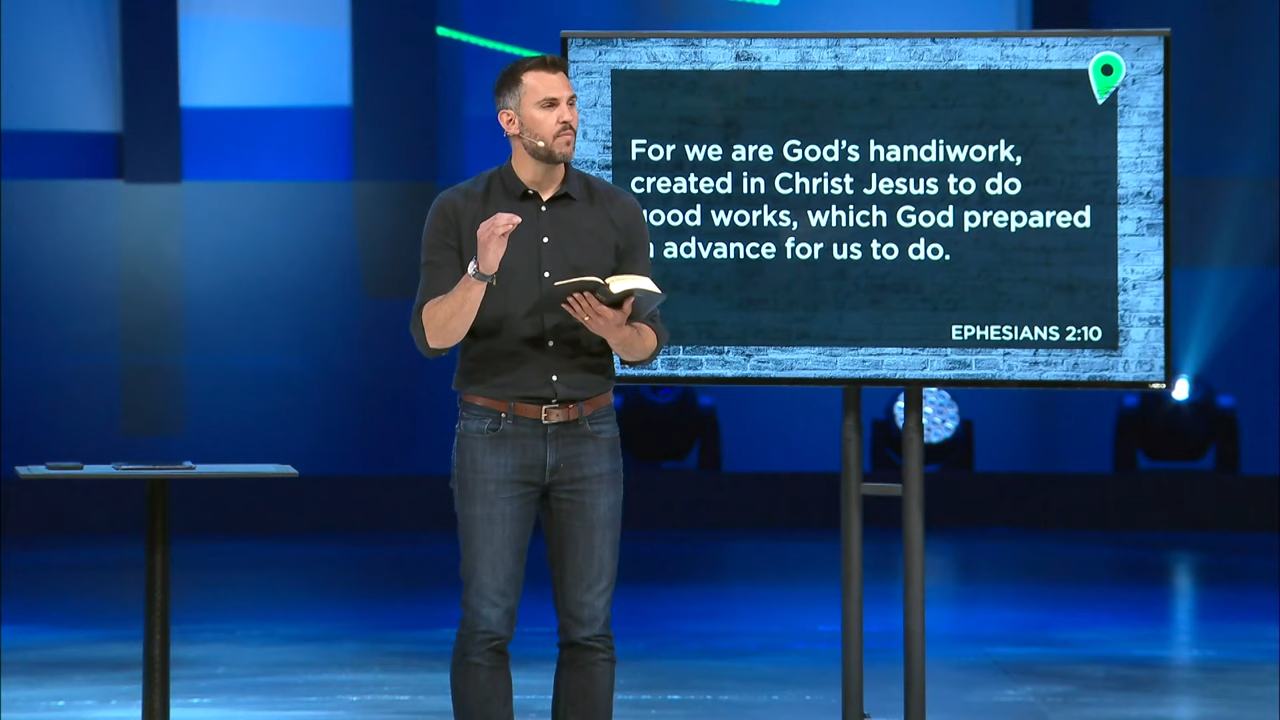 For we are God's handiwork,
created in Christ Jesus to do
good works, which God prepared
advance for us to do.
EPHESIANS 2:10